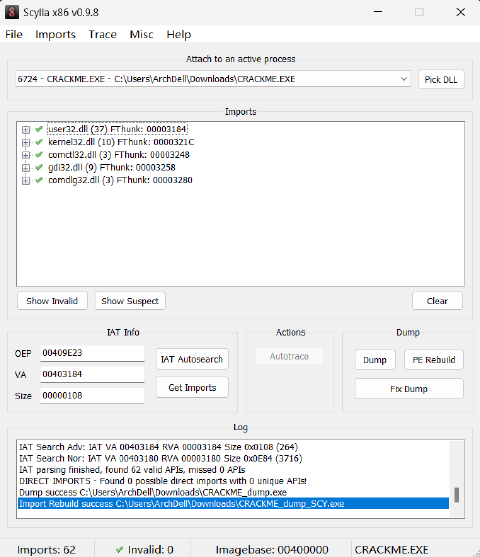 Scylla x86 v0.9.8
File Imports Trace Misc Help
Attach to an active process
6724 - CRACKME.EXE - C:\Users\ArchDell\Downloads\CRACKME.EXE
Pick DLL
Imports
user32.dll (37) FThunk: 00003184
kernel32.dll (10) FThunk: 0000321C
comctl32.dll (3) FThunk: 00003248
gdi32.dll (9) FThunk: 00003258
comdlg32.dll (3) FThunk: 00003280
Show Invalid Show Suspect Clear
IAT Info Actions Dump
OEP 00409E23 IAT Autosearch Autotrace Dump PE Rebuild
VA 00403184
Size 00000108 Get Imports Fix Dump
Log
IAT Search Adv: IAT VA 00403184 RVA 00003184 Size 0x0108 (264)
IAT Search Nor: IAT VA 00403180 RVA 00003180 Size 0x0E84 (3716)
IAT parsing finished, found 62 valid APIs, missed 0 APIs
DIRECT IMPORTS - Found 0 possible direct imports with 0 unique APIs!
Dump success C:\Users\ArchDell\Downloads\CRACKME_dump.exe
Import Rebuild success C:\Users\ArchDell\Downloads\CRACKME_dump_SCY.exe
Imports: 62 Invalid: 0 Imagebase: 00400000 CRACKME.EXE